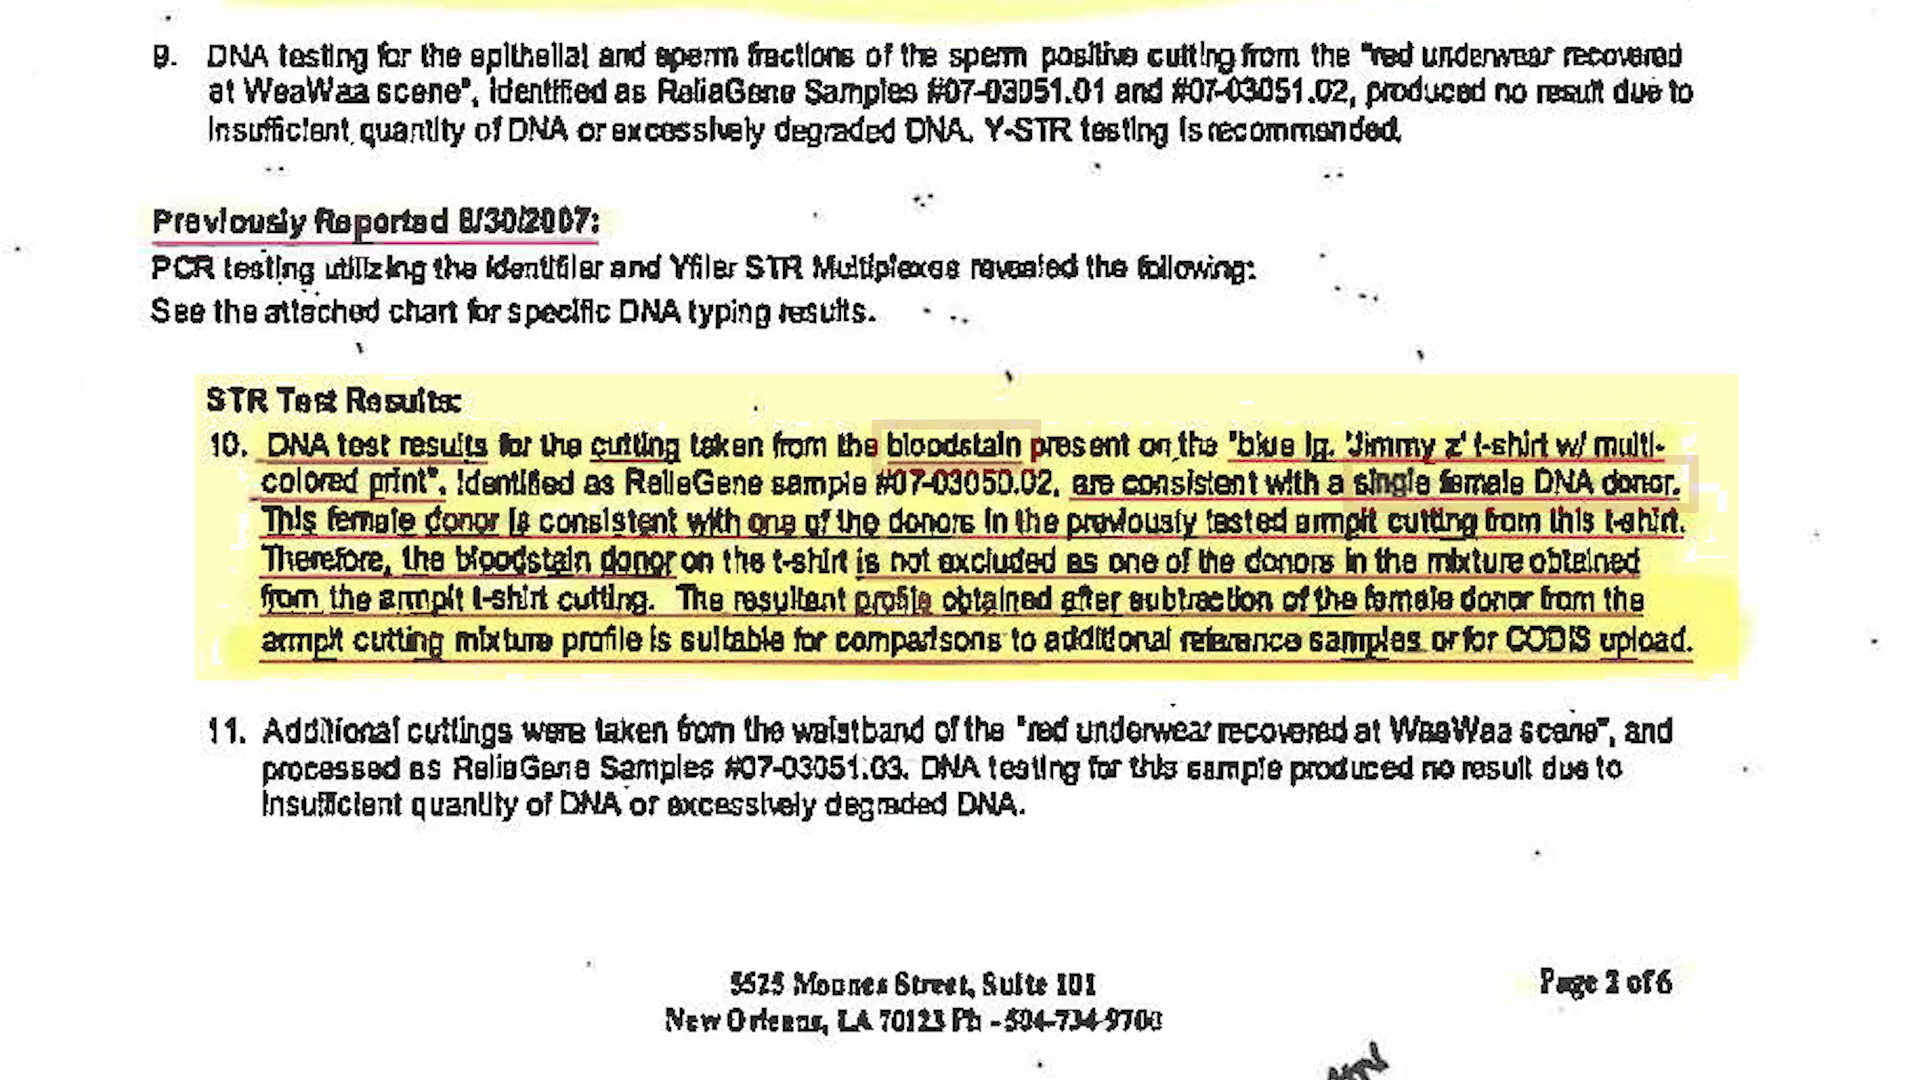 9. DNA testing for the epithelial and sperm fractions of the sperm positive cutting from the "red underwear recovered
at WaaWaa scene", identified as ReliaGene Samples #07-03051.01 and #07-03051.02, produced no result due to
insufficient quantity of DNA or excessively degraded DNA. Y-STR testing is recommended.
Previously Reported 8/30/2007:
PCR testing utilizing the Identifiler and Yfiler STR Multiplexes revealed the following:
See the attached chart for specific DNA typing results.
STR Test Results:
10. DNA test results for the cutting taken from the bloodstain present on the "blue lg. 'Jimmy z' t-shirt w/ multi-
colored print", identified as ReliaGene sample #07-03050.02, are consistent with a single female DNA donor.
This female donor is consistent with one of the donors in the previously tested armpit cutting from this t-shirt.
Therefore, the bloodstain donor on the t-shirt is not excluded as one of the donors in the mixture obtained
from the armpit t-shirt cutting. The resultant profile obtained after subtraction of the female donor from the
armpit cutting mixture profile is suitable for comparisons to additional reference samples or for CODIS upload.
11. Additional cuttings were taken from the waistband of the "red underwear recovered at WaaWaa scene", and
processed as ReliaGene Samples #07-03051.03. DNA testing for this sample produced no result due to
insufficient quantity of DNA or excessively degraded DNA.
5525 Mounes Street, Suite 101
Page 2 of 6
New Orleans, LA 70123 Ph - 504-734-9700